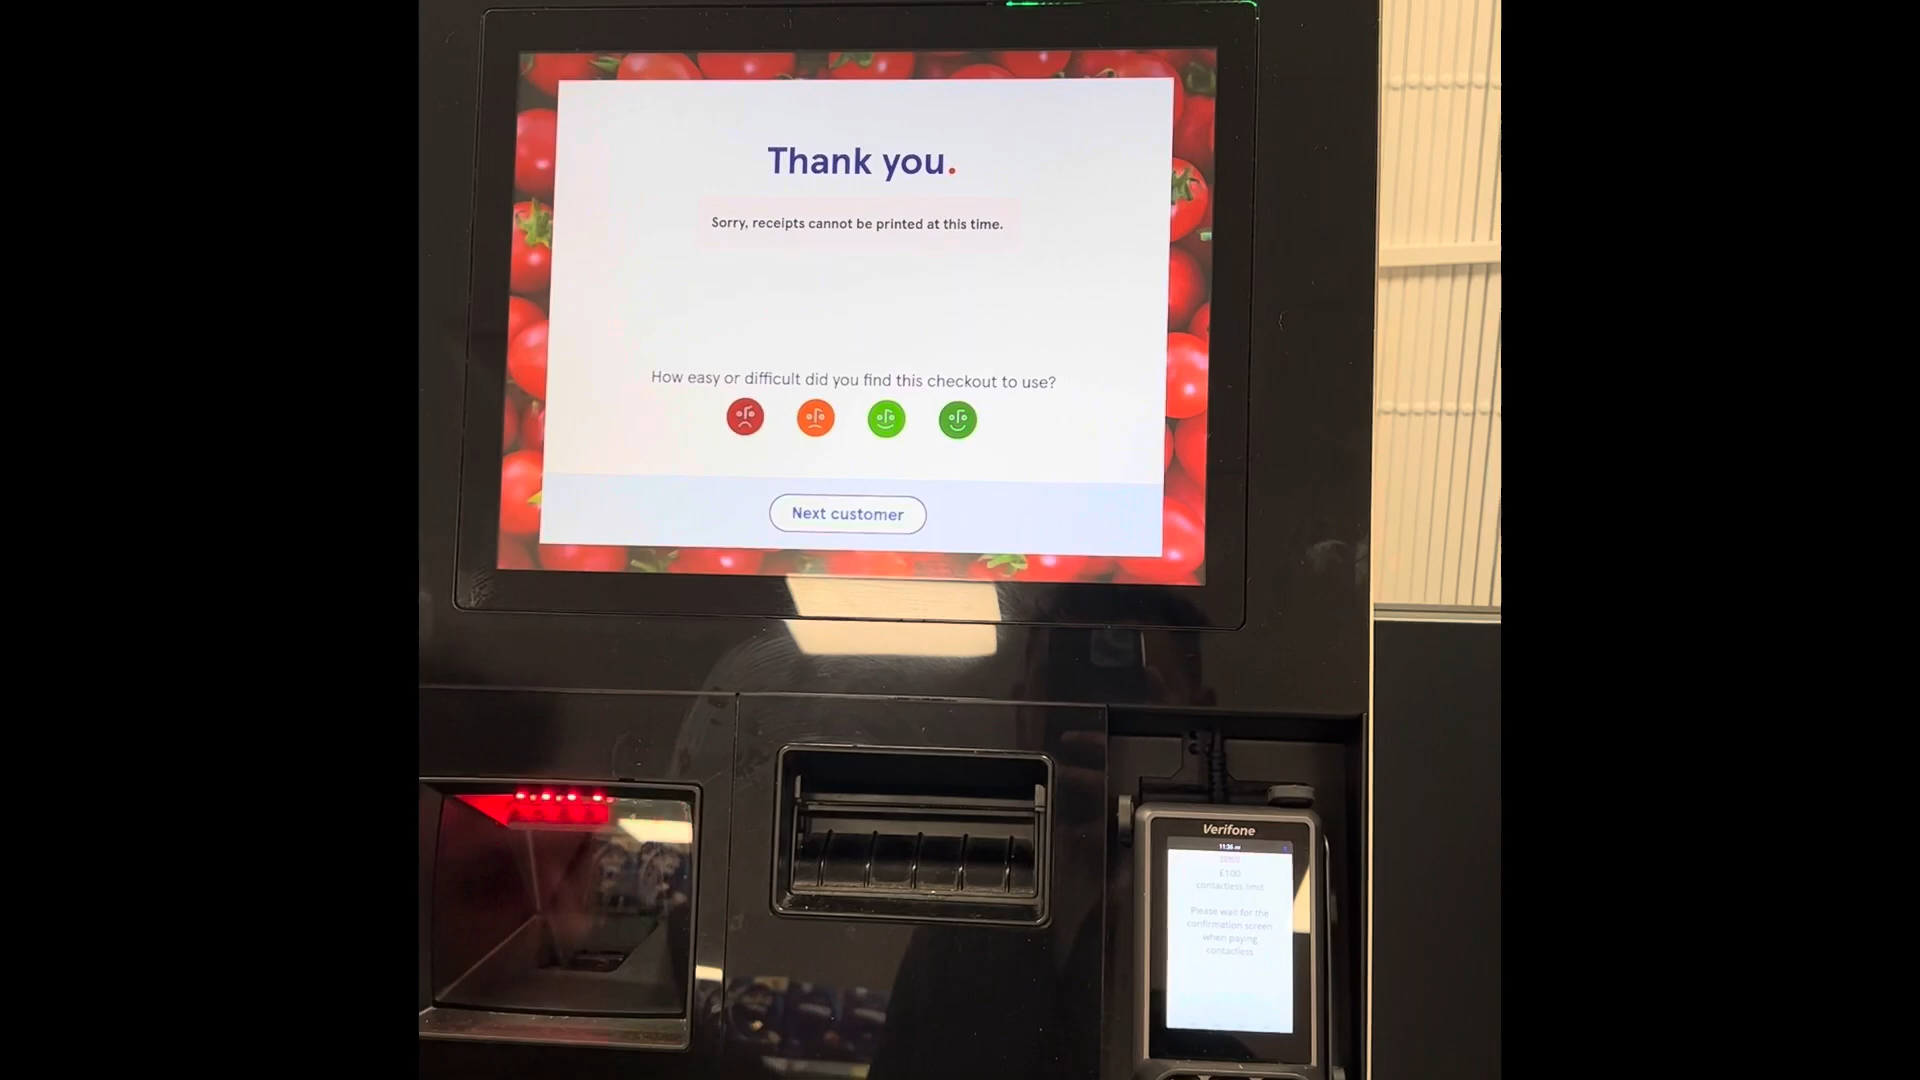 Thank you.
Sorry, receipts cannot be printed at this time.
How easy or difficult did you find this checkout to use?
Next customer
Verifone
£100
contactless limit
Please wait for the
confirmation screen
when paying
contactless